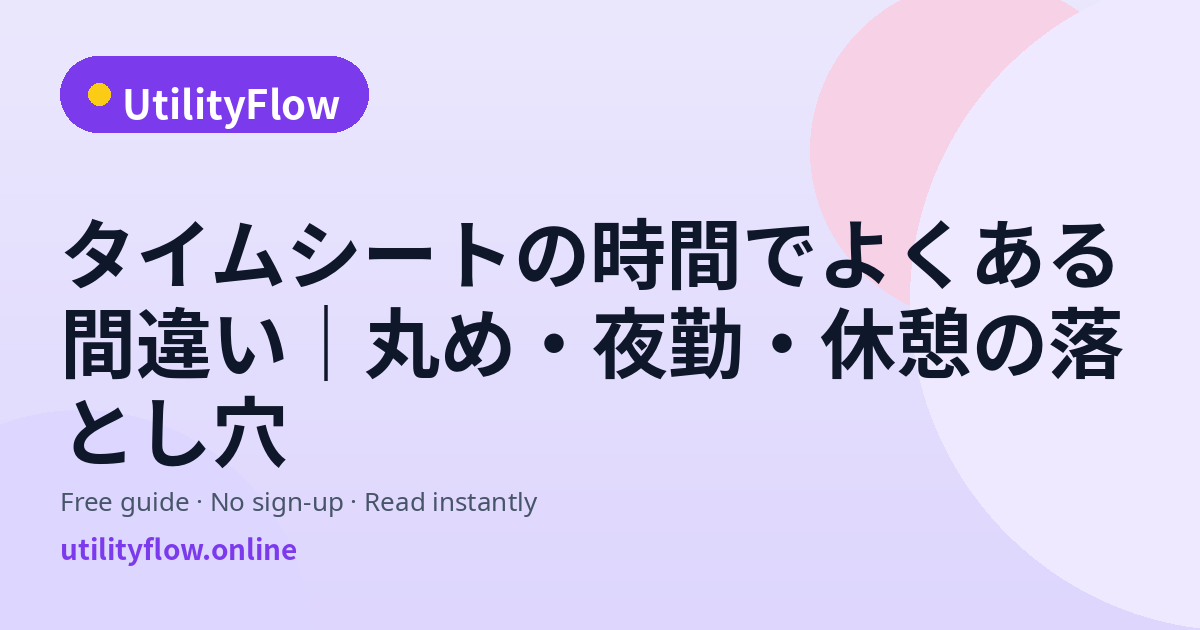 UtilityFlow
タイムシートの時間でよくある
間違い｜丸め・夜勤・休憩の落
とし穴
Free guide · No sign-up · Read instantly
utilityflow.online